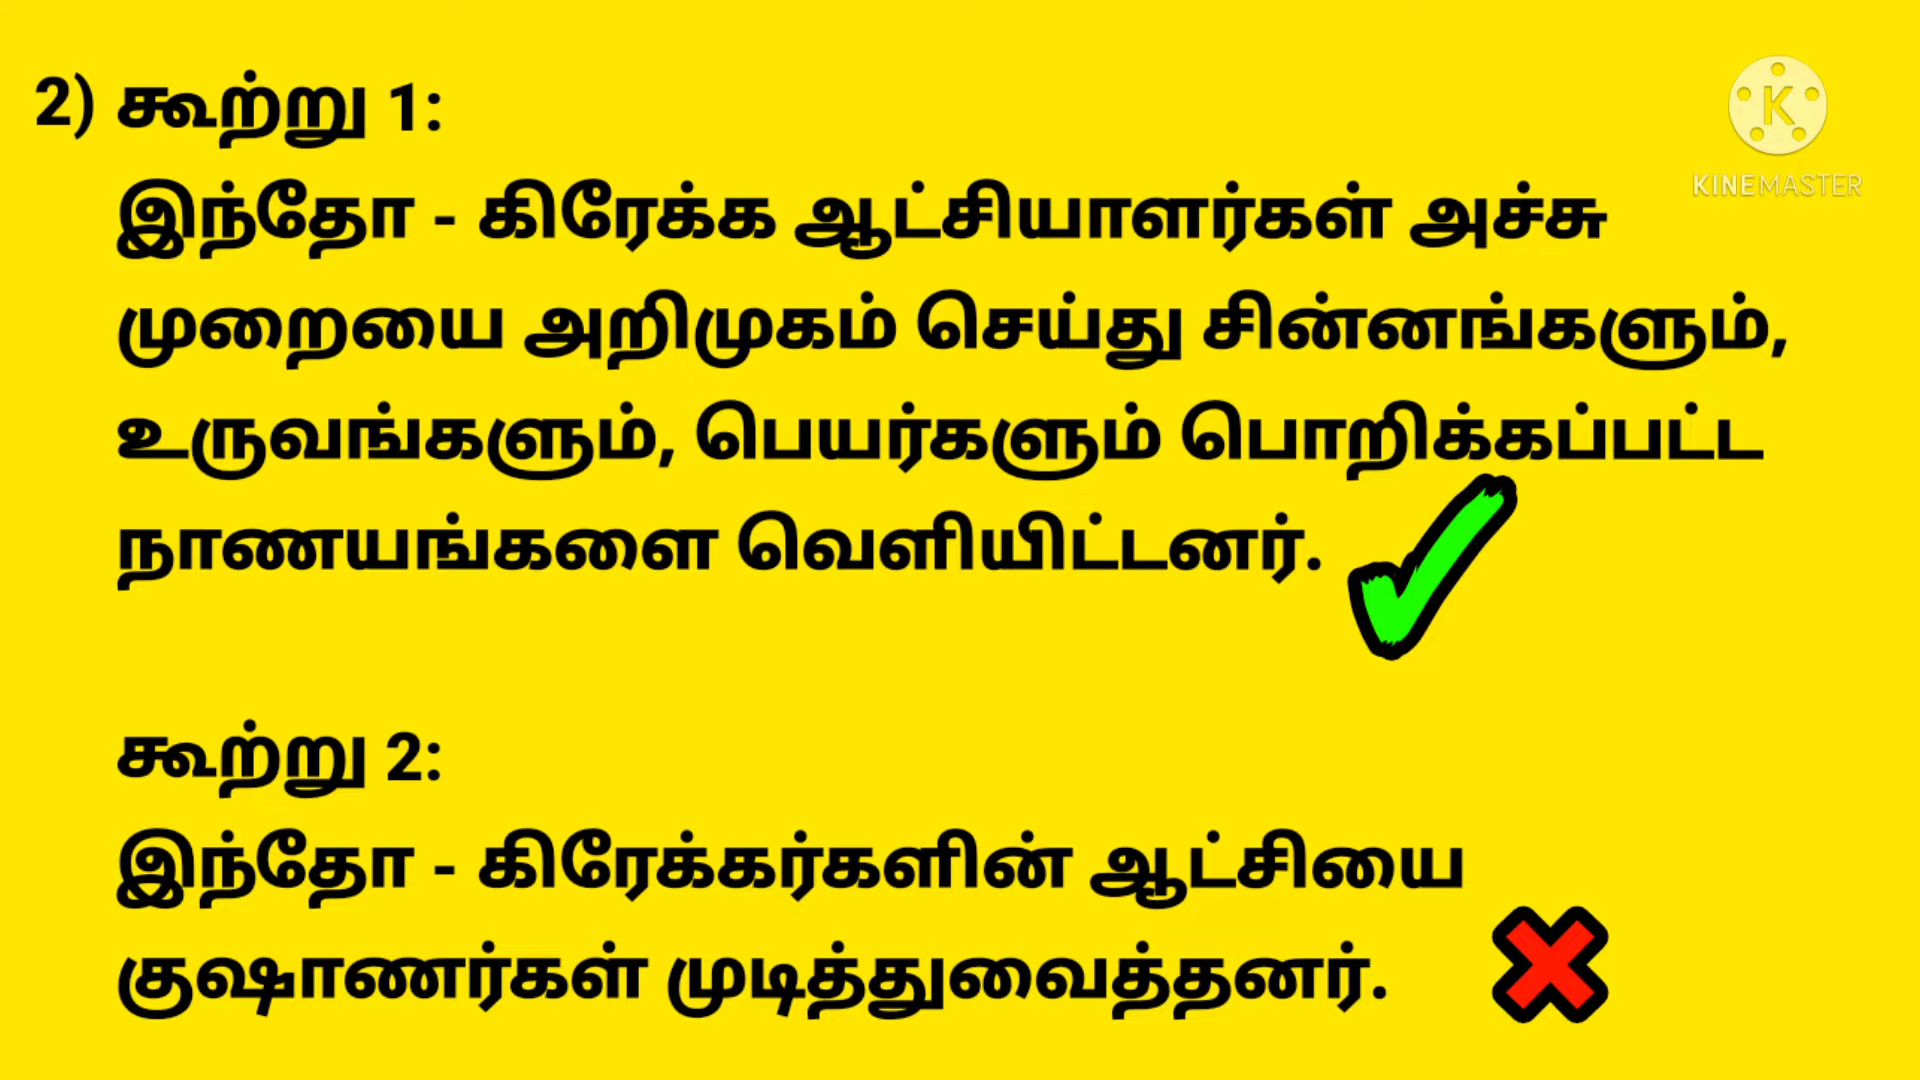 2) கூற்று 1:
இந்தோ - கிரேக்க ஆட்சியாளர்கள் அச்சு
முறையை அறிமுகம் செய்து சின்னங்களும்,
உருவங்களும், பெயர்களும் பொறிக்கப்பட்ட
நாணயங்களை வெளியிட்டனர்.
கூற்று 2:
இந்தோ - கிரேக்கர்களின் ஆட்சியை
குஷாணர்கள் முடித்துவைத்தனர்.
K
KINEMASTER